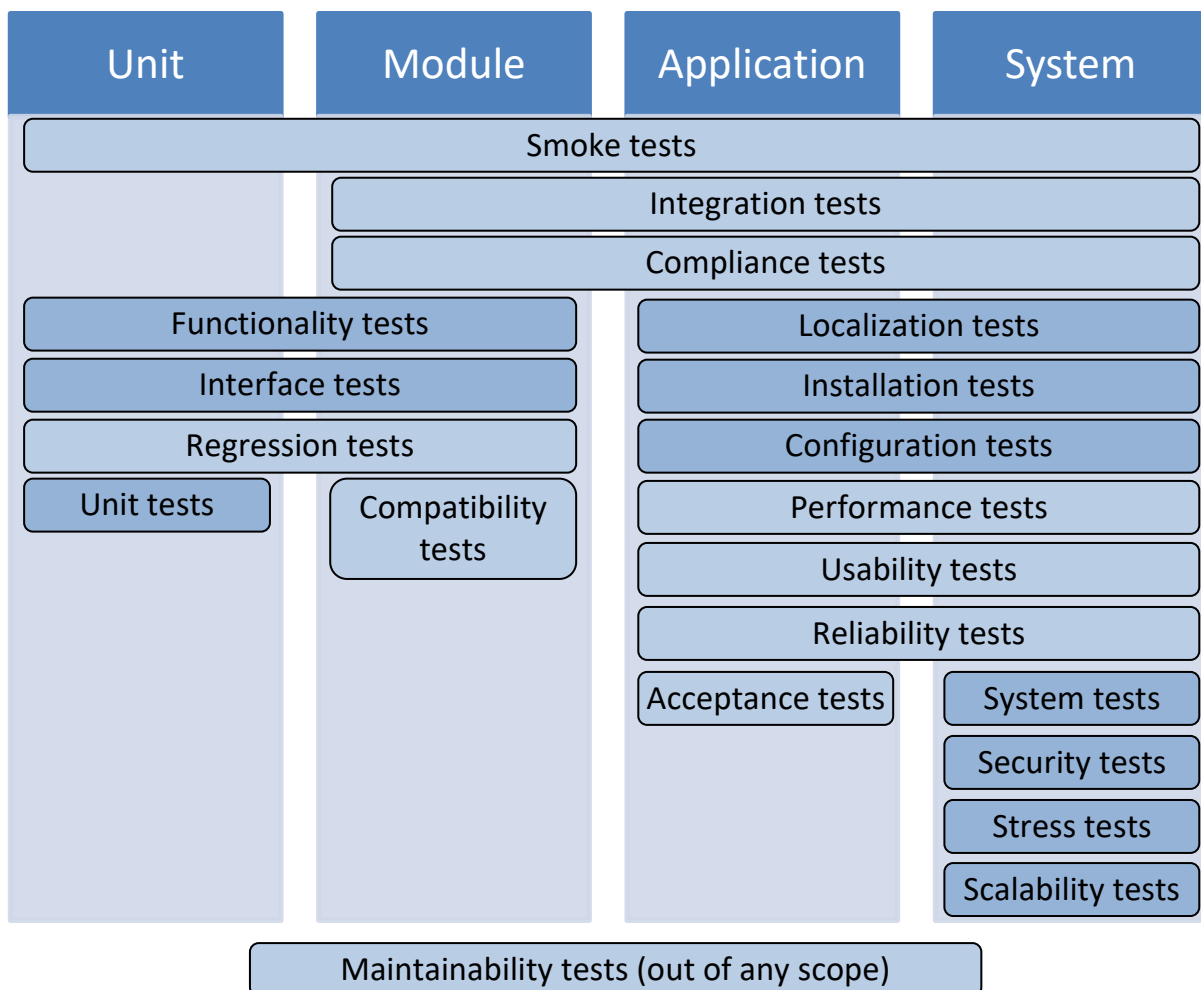 Unit
Module
Application
System
Smoke tests
Integration tests
Compliance tests
Functionality tests
Localization tests
Interface tests
Installation tests
Regression tests
Configuration tests
Unit tests
Compatibility
tests
Performance tests
Usability tests
Reliability tests
Acceptance tests
System tests
Security tests
Stress tests
Scalability tests
Maintainability tests (out of any scope)